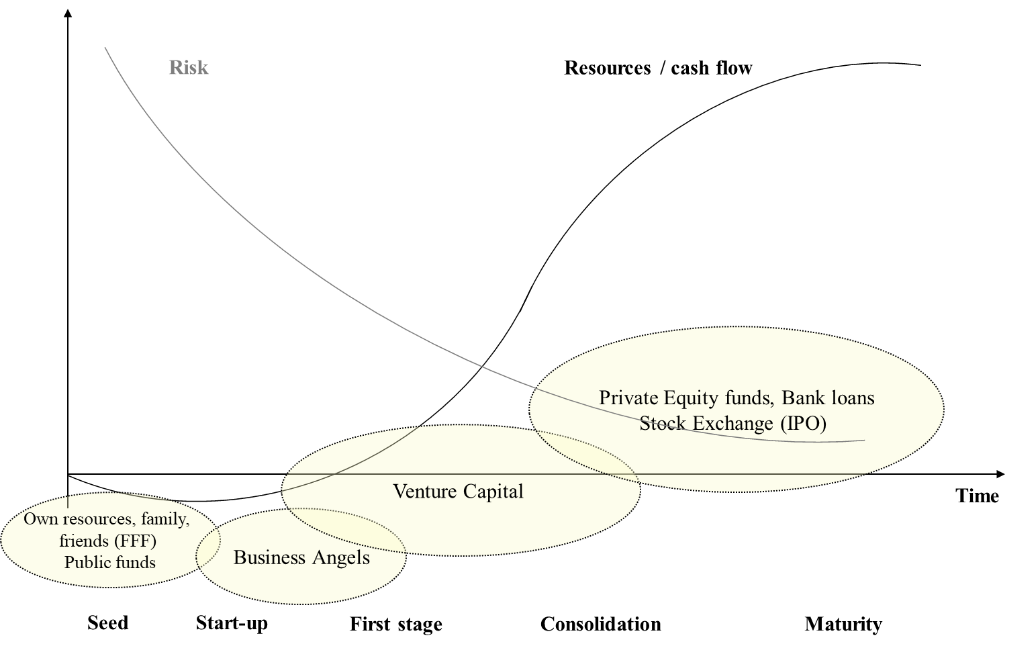 Risk
Resources / cash flow
Private Equity funds, Bank loans
Stock Exchange (IPO)
Venture Capital
Time
Own resources, family,
friends (FFF)
Public funds
Business Angels
Seed
Start-up
First stage
Consolidation
Maturity